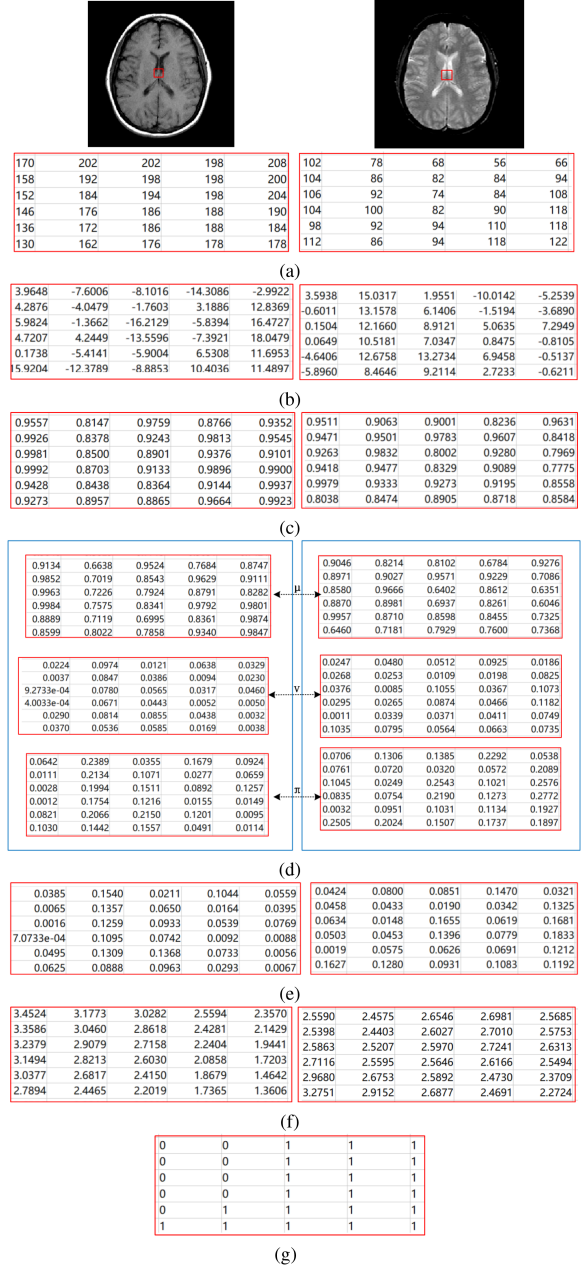 170 202 202 198 208
158 192 198 198 200
152 184 194 198 204
146 176 186 188 190
136 172 186 188 184
130 162 176 178 178
102 78 68 56 66
104 86 82 84 94
106 92 74 84 108
104 100 82 90 118
98 92 94 110 118
112 86 94 118 122
(a)
3.9648 -7.6006 -8.1016 -14.3086 -2.9922
4.2876 -4.0479 -1.7603 3.1886 12.8369
5.9824 -1.3662 -16.2129 -5.8394 16.4727
4.7207 4.2449 -13.5596 -7.3921 18.0479
0.1738 -5.4141 -5.9004 6.5308 11.6953
15.9204 -12.3789 -8.8853 10.4036 11.4897
3.5938 15.0317 1.9551 -10.0142 -5.2539
-0.6011 13.1578 6.1406 -1.5194 -3.6890
0.1504 12.1660 8.9121 5.0635 7.2949
0.0649 10.5181 7.0347 0.8475 -0.8105
-4.6406 12.6758 13.2734 6.9458 -0.5137
-5.8960 8.4646 9.2114 2.7233 -0.6211
(b)
0.9557 0.8147 0.9759 0.8766 0.9352
0.9926 0.8378 0.9243 0.9813 0.9545
0.9981 0.8500 0.8901 0.9376 0.9101
0.9992 0.8703 0.9133 0.9896 0.9900
0.9428 0.8438 0.8364 0.9144 0.9937
0.9273 0.8957 0.8865 0.9664 0.9923
0.9511 0.9063 0.9001 0.8236 0.9631
0.9471 0.9501 0.9783 0.9607 0.8418
0.9263 0.9832 0.8002 0.9280 0.7969
0.9418 0.9477 0.8329 0.9089 0.7775
0.9979 0.9333 0.9273 0.9195 0.8558
0.8038 0.8474 0.8905 0.8718 0.8584
(c)
0.9134 0.6638 0.9524 0.7684 0.8747
0.9852 0.7019 0.8543 0.9629 0.9111
0.9963 0.7226 0.7924 0.8791 0.8282
0.9984 0.7575 0.8341 0.9792 0.9801
0.8889 0.7119 0.6995 0.8361 0.9874
0.8599 0.8022 0.7858 0.9340 0.9847
μ
0.9046 0.8214 0.8102 0.6784 0.9276
0.8971 0.9027 0.9571 0.9229 0.7086
0.8580 0.9666 0.6402 0.8612 0.6351
0.8870 0.8981 0.6937 0.8261 0.6046
0.9957 0.8710 0.8598 0.8455 0.7325
0.6460 0.7181 0.7929 0.7600 0.7368
0.0224 0.0974 0.0121 0.0638 0.0329
0.0037 0.0847 0.0386 0.0094 0.0230
9.2733e-04 0.0780 0.0565 0.0317 0.0460
4.0033e-04 0.0671 0.0443 0.0052 0.0050
0.0290 0.0814 0.0855 0.0438 0.0032
0.0370 0.0536 0.0585 0.0169 0.0038
v
0.0247 0.0480 0.0512 0.0925 0.0186
0.0268 0.0253 0.0109 0.0198 0.0825
0.0376 0.0085 0.1055 0.0367 0.1073
0.0295 0.0265 0.0874 0.0466 0.1182
0.0011 0.0339 0.0371 0.0411 0.0749
0.1035 0.0795 0.0564 0.0663 0.0735
0.0642 0.2389 0.0355 0.1679 0.0924
0.0111 0.2134 0.1071 0.0277 0.0659
0.0028 0.1994 0.1511 0.0892 0.1257
0.0012 0.1754 0.1216 0.0155 0.0149
0.0821 0.2066 0.2150 0.1201 0.0095
0.1030 0.1442 0.1557 0.0491 0.0114
π
0.0706 0.1306 0.1385 0.2292 0.0538
0.0761 0.0720 0.0320 0.0572 0.2089
0.1045 0.0249 0.2543 0.1021 0.2576
0.0835 0.0754 0.2190 0.1273 0.2772
0.0032 0.0951 0.1031 0.1134 0.1927
0.2505 0.2024 0.1507 0.1737 0.1897
(d)
0.0385 0.1540 0.0211 0.1044 0.0559
0.0065 0.1357 0.0650 0.0164 0.0395
0.0016 0.1259 0.0933 0.0539 0.0769
7.0733e-04 0.1095 0.0742 0.0092 0.0088
0.0495 0.1309 0.1368 0.0733 0.0056
0.0625 0.0888 0.0963 0.0293 0.0067
0.0424 0.0800 0.0851 0.1470 0.0321
0.0458 0.0433 0.0190 0.0342 0.1325
0.0634 0.0148 0.1655 0.0619 0.1681
0.0503 0.0453 0.1396 0.0779 0.1833
0.0019 0.0575 0.0626 0.0691 0.1212
0.1627 0.1280 0.0931 0.1083 0.1192
(e)
3.4524 3.1773 3.0282 2.5594 2.3570
3.3586 3.0460 2.8618 2.4281 2.1429
3.2379 2.9079 2.7158 2.2404 1.9441
3.1494 2.8213 2.6030 2.0858 1.7203
3.0377 2.6817 2.4150 1.8679 1.4642
2.7894 2.4465 2.2019 1.7365 1.3606
2.5590 2.4575 2.6546 2.6981 2.5685
2.5398 2.4403 2.6027 2.7010 2.5753
2.5863 2.5207 2.5970 2.7241 2.6313
2.7116 2.5595 2.5646 2.6166 2.5494
2.9680 2.6753 2.5892 2.4730 2.3709
3.2751 2.9152 2.6877 2.4691 2.2724
(f)
0 0 1 1 1
0 0 1 1 1
0 0 1 1 1
0 0 1 1 1
0 1 1 1 1
1 1 1 1 1
(g)